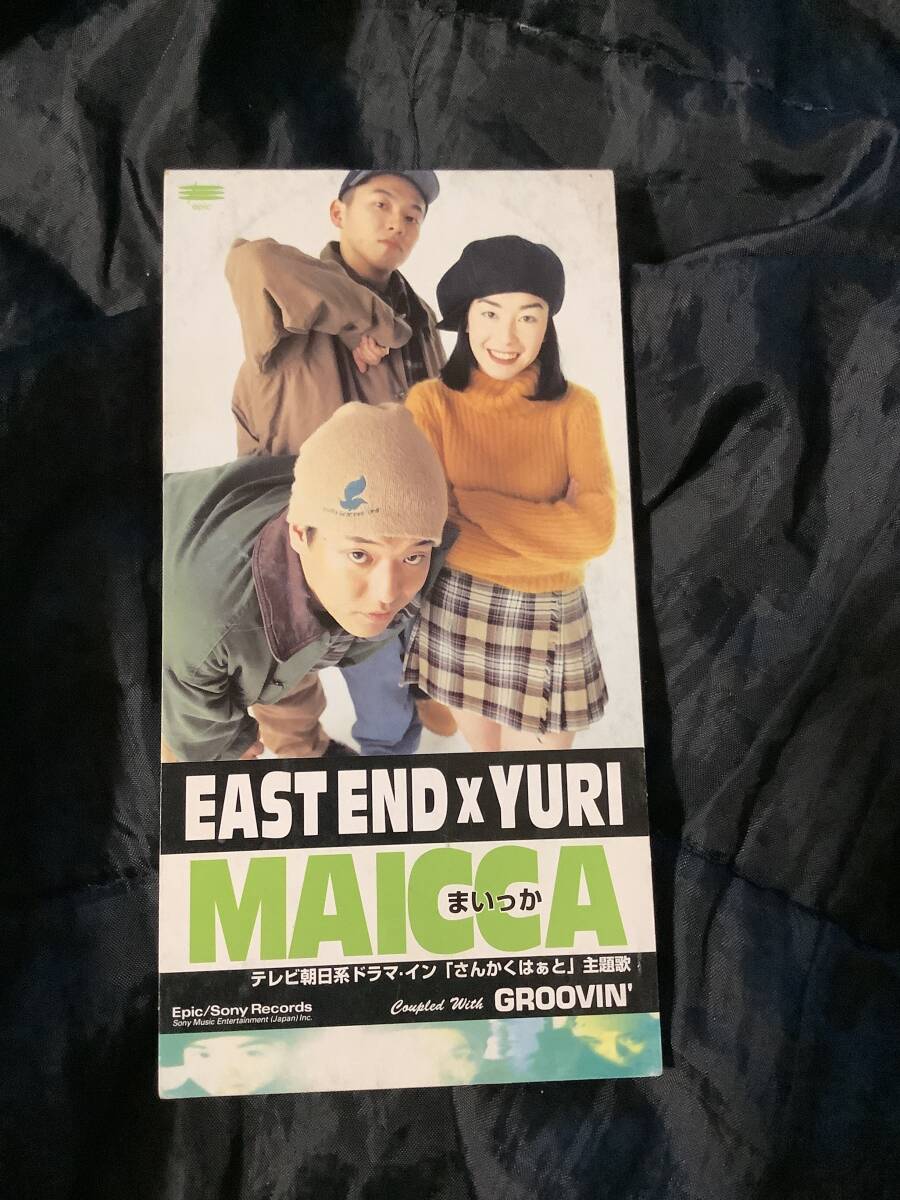 epic
EAST END X YURI
MAICCA
まいっか
テレビ朝日系ドラマ・イン「さんかくはぁと」主題歌
Epic/Sony Records
Sony Music Entertainment (Japan) Inc.
Coupled With GROOVIN'